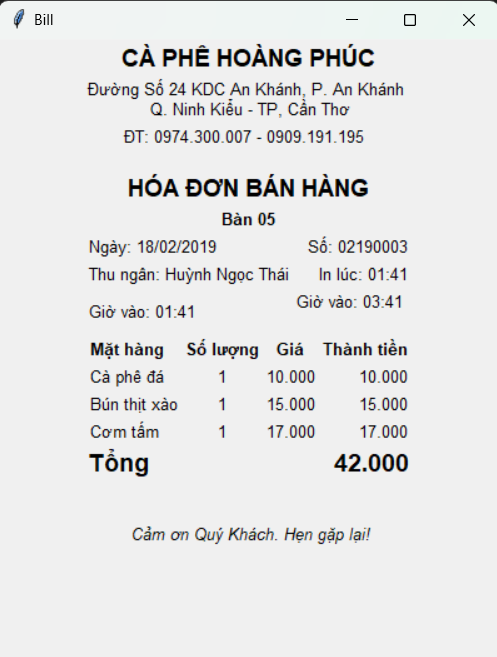 Bill
CÀ PHÊ HOÀNG PHÚC
Đường Số 24 KDC An Khánh, P. An Khánh
Q. Ninh Kiểu - TP, Cần Thơ
ĐT: 0974.300.007 - 0909.191.195
HÓA ĐƠN BÁN HÀNG
Bàn 05
Ngày: 18/02/2019 Số: 02190003
Thu ngân: Huỳnh Ngọc Thái In lúc: 01:41
Giờ vào: 01:41 Giờ vào: 03:41
Mặt hàng Số lượng Giá Thành tiền
Cà phê đá 1 10.000 10.000
Bún thịt xào 1 15.000 15.000
Cơm tấm 1 17.000 17.000
Tổng 42.000
Cảm ơn Quý Khách. Hẹn gặp lại!